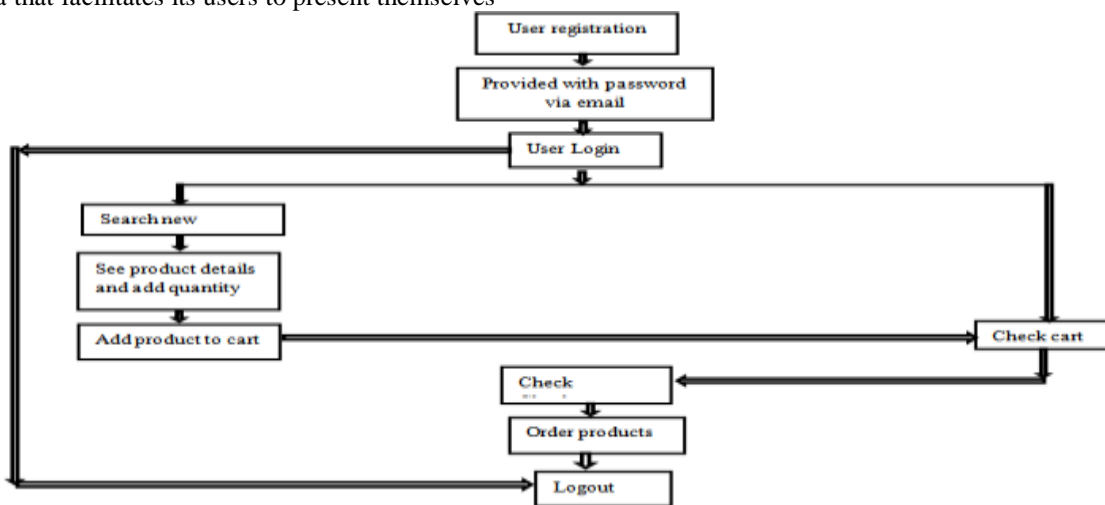 that facilitates its users to present themselves
User registration
Provided with password
via email
User Login
Search new
See product details
and add quantity
Add product to cart
Check cart
Check
Order products
Logout